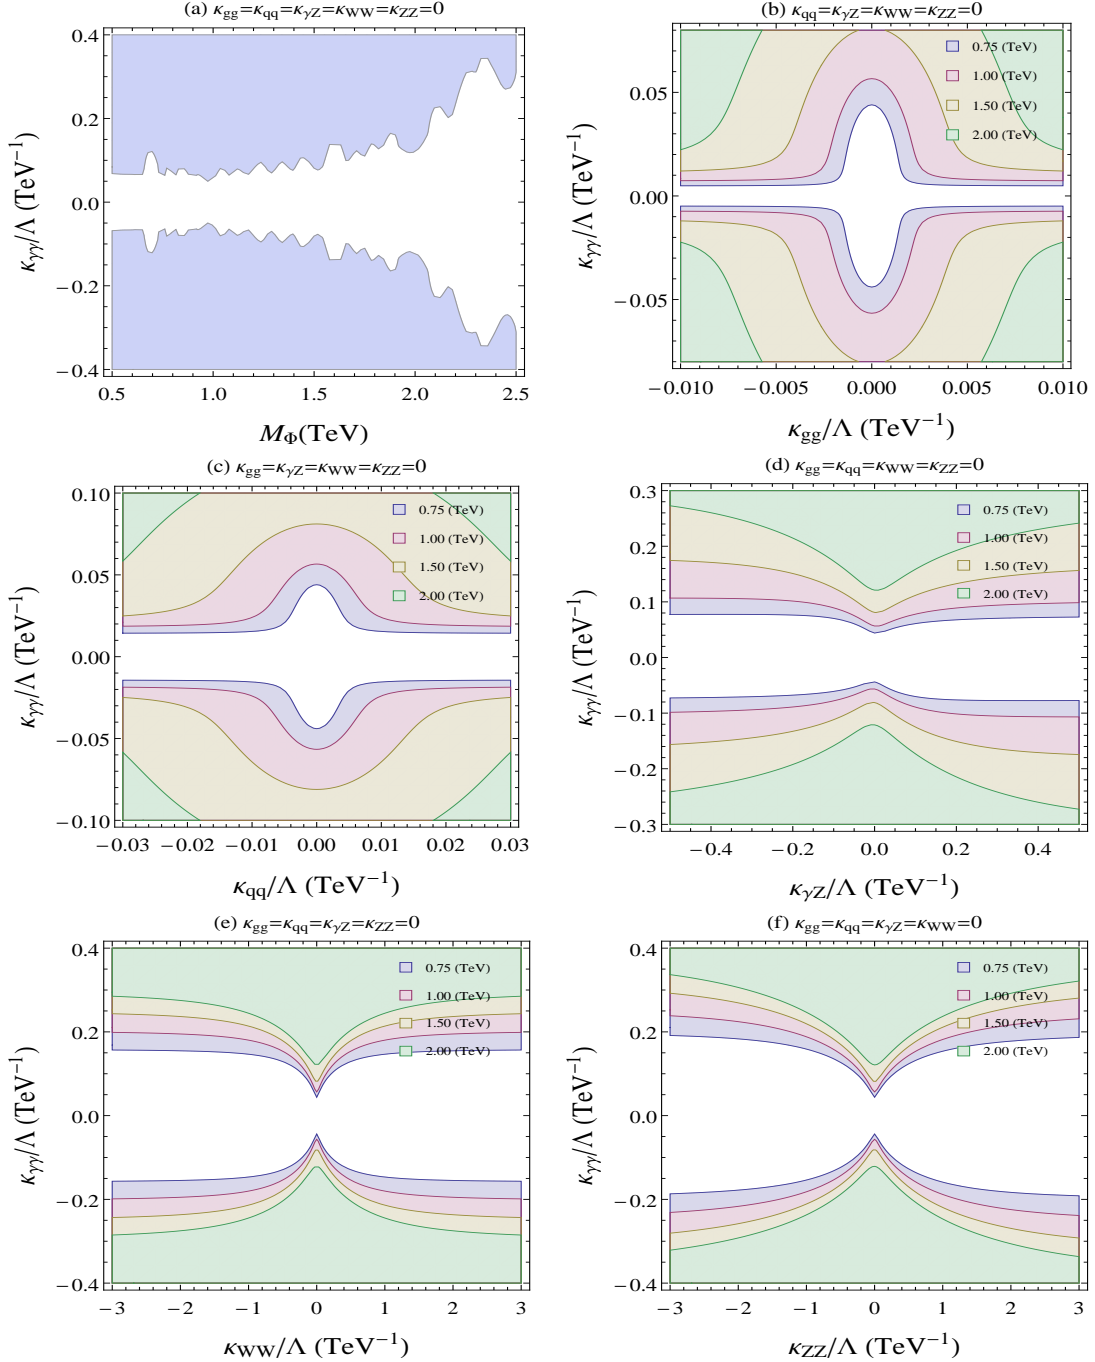 (a) κgg=κqq=κγZ=κWW=κZZ=0
κγγ/Λ (TeV⁻¹)
0.4
0.2
0.0
−0.2
−0.4
0.5 1.0 1.5 2.0 2.5
MΦ(TeV)
(b) κqq=κγZ=κWW=κZZ=0
0.75 (TeV)
1.00 (TeV)
1.50 (TeV)
2.00 (TeV)
κγγ/Λ (TeV⁻¹)
0.05
0.00
−0.05
−0.010 −0.005 0.000 0.005 0.010
κgg/Λ (TeV⁻¹)
(c) κgg=κγZ=κWW=κZZ=0
0.75 (TeV)
1.00 (TeV)
1.50 (TeV)
2.00 (TeV)
κγγ/Λ (TeV⁻¹)
0.10
0.05
0.00
−0.05
−0.10
−0.03 −0.02 −0.01 0.00 0.01 0.02 0.03
κqq/Λ (TeV⁻¹)
(d) κgg=κqq=κWW=κZZ=0
0.75 (TeV)
1.00 (TeV)
1.50 (TeV)
2.00 (TeV)
κγγ/Λ (TeV⁻¹)
0.3
0.2
0.1
0.0
−0.1
−0.2
−0.3
−0.4 −0.2 0.0 0.2 0.4
κγZ/Λ (TeV⁻¹)
(e) κgg=κqq=κγZ=κZZ=0
0.75 (TeV)
1.00 (TeV)
1.50 (TeV)
2.00 (TeV)
κγγ/Λ (TeV⁻¹)
0.4
0.2
0.0
−0.2
−0.4
−3 −2 −1 0 1 2 3
κWW/Λ (TeV⁻¹)
(f) κgg=κqq=κγZ=κWW=0
0.75 (TeV)
1.00 (TeV)
1.50 (TeV)
2.00 (TeV)
κγγ/Λ (TeV⁻¹)
0.4
0.2
0.0
−0.2
−0.4
−3 −2 −1 0 1 2 3
κZZ/Λ (TeV⁻¹)